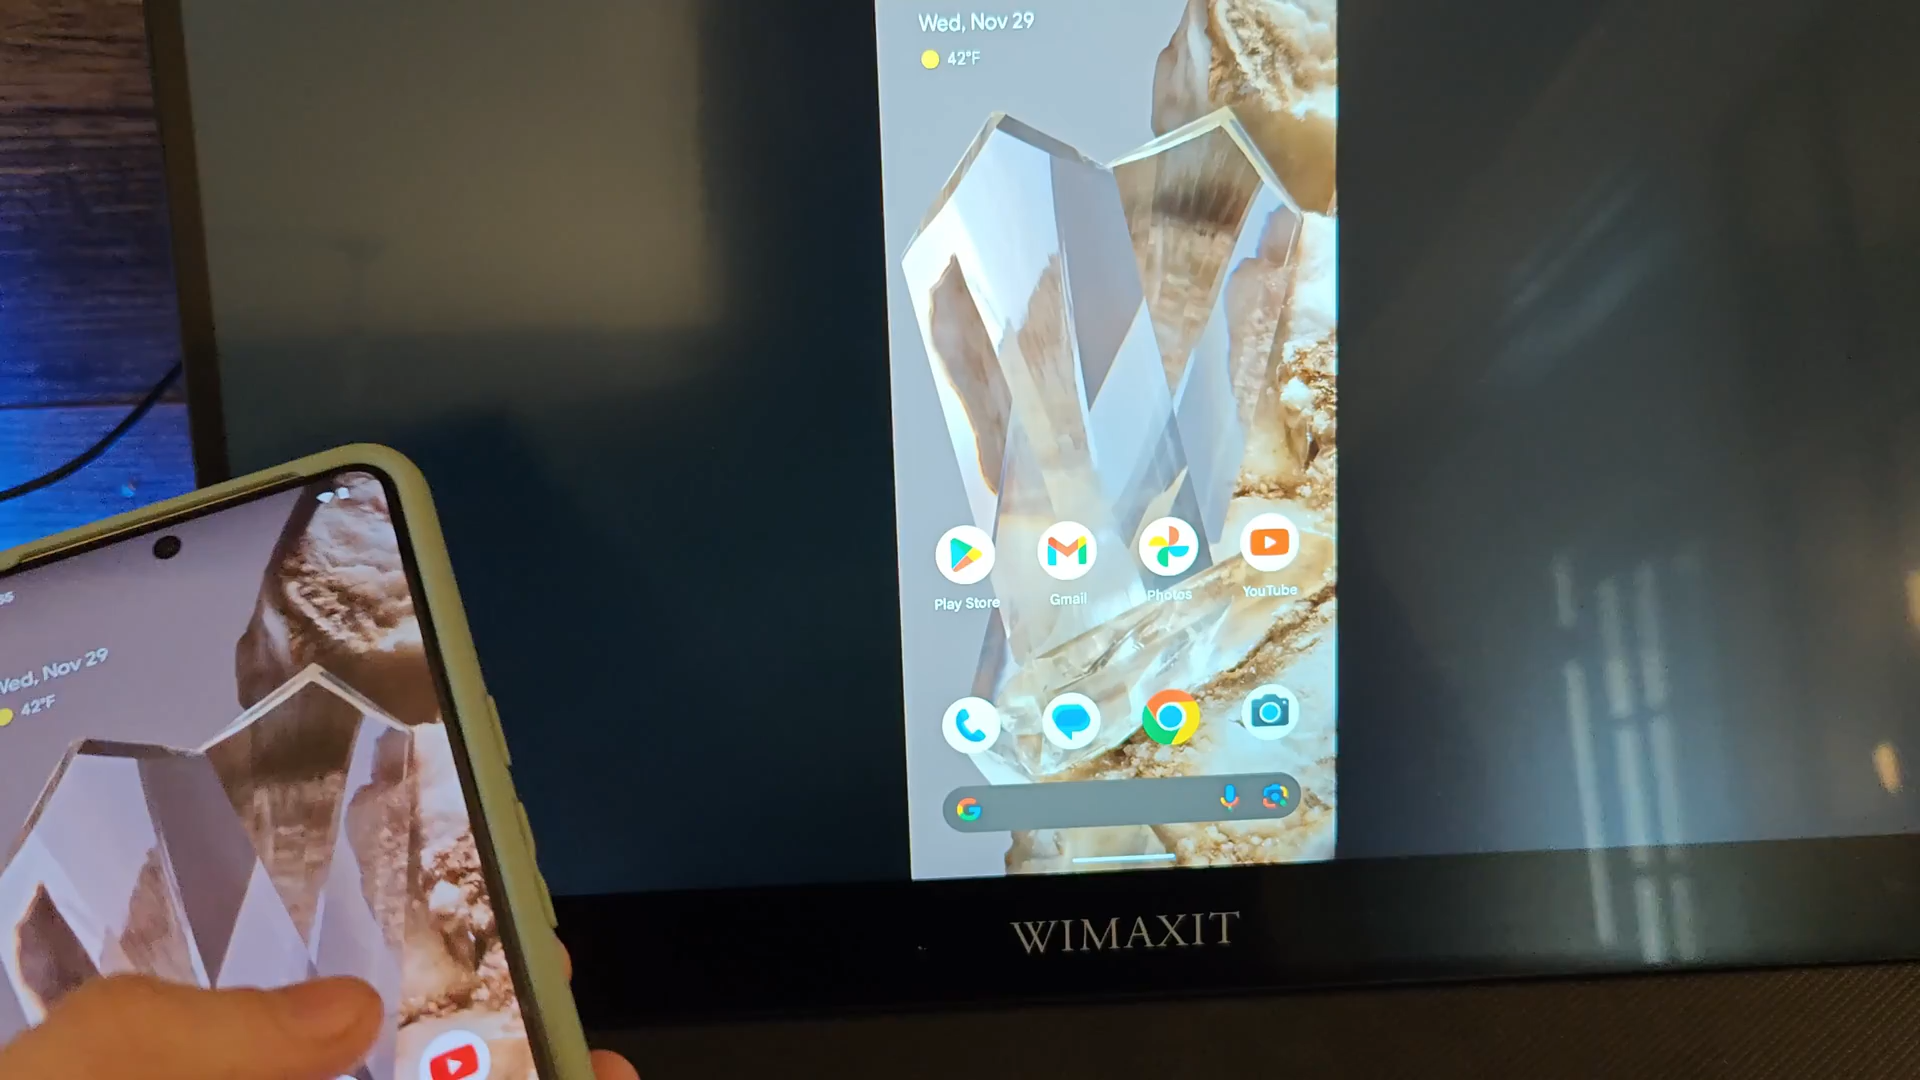 Wed, Nov 29
42°F
Play Store
Gmail
Photos
YouTube
WIMAXIT
Wed, Nov 29
42°F